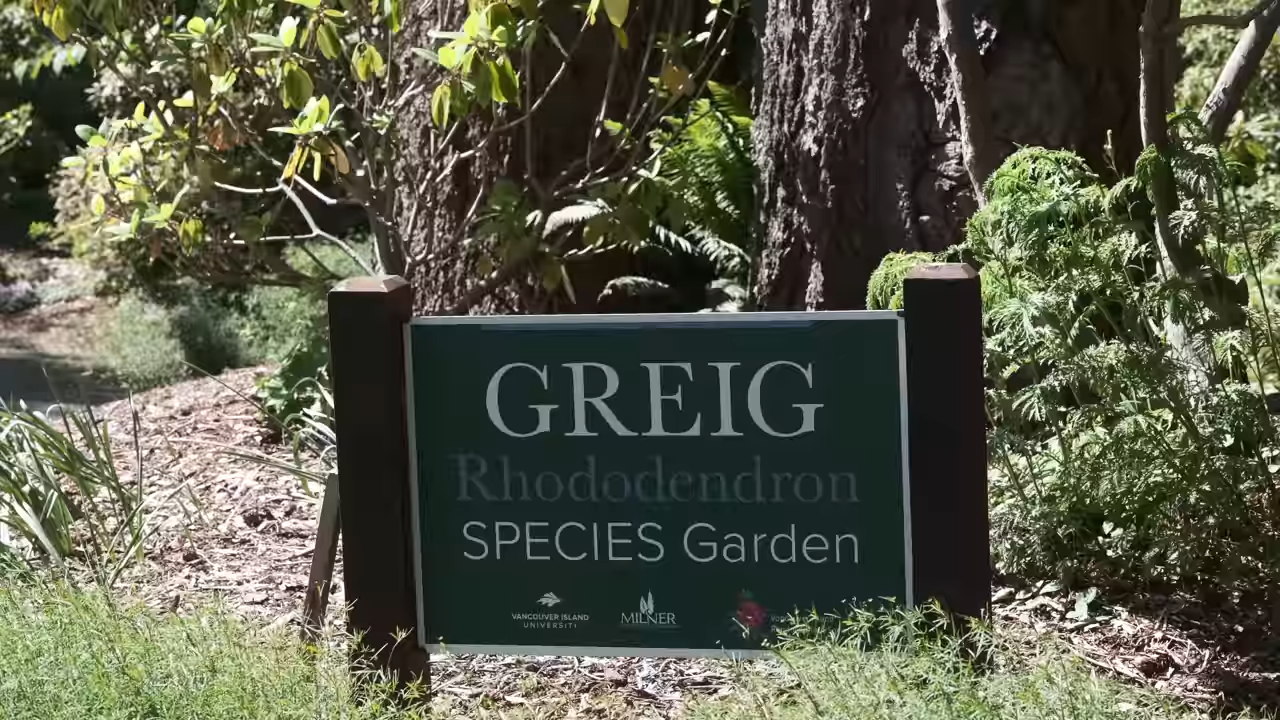 GREIG
Rhododendron
SPECIES Garden
VANCOUVER ISLAND
UNIVERSITY
MILNER